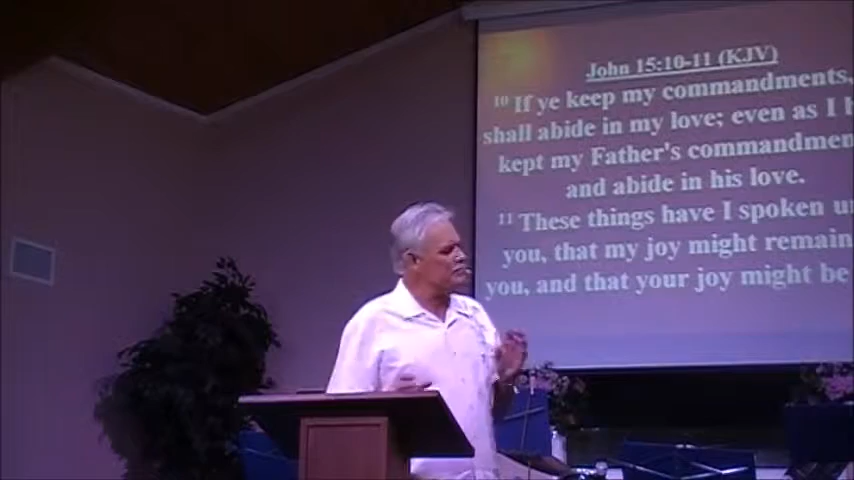 John 15:10-11 (KJV)
10 If ye keep my commandments,
shall abide in my love; even as I
kept my Father's commandmen
and abide in his love.
11 These things have I spoken u
you, that my joy might remain
you, and that your joy might be